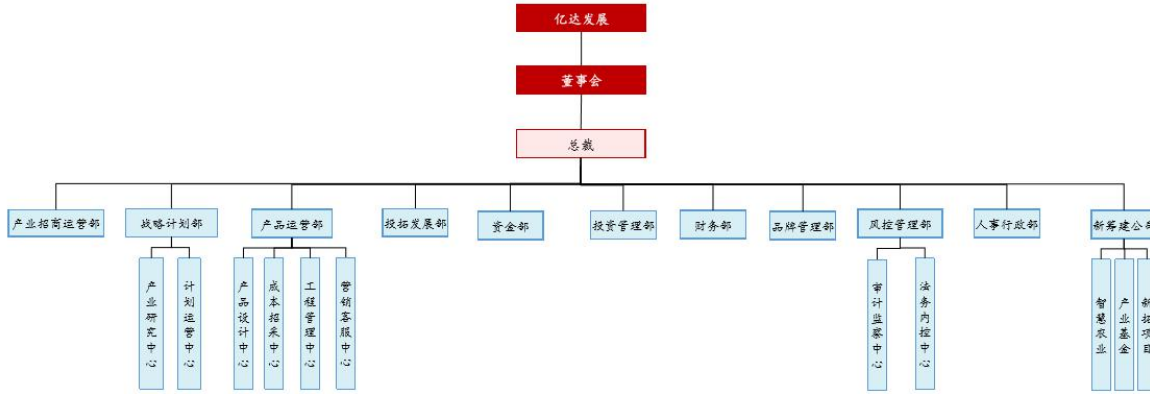 亿达发展
董事会
总裁
产业招商运营部
战略计划部
产品运营部
投拓发展部
资金部
投资管理部
财务部
品牌管理部
风控管理部
人事行政部
新筹建公司
产业研究中心
计划运营中心
产品设计中心
成本招采中心
工程管理中心
营销客服中心
审计监察中心
法务内控中心
智慧农业
产业基金
新拓项目